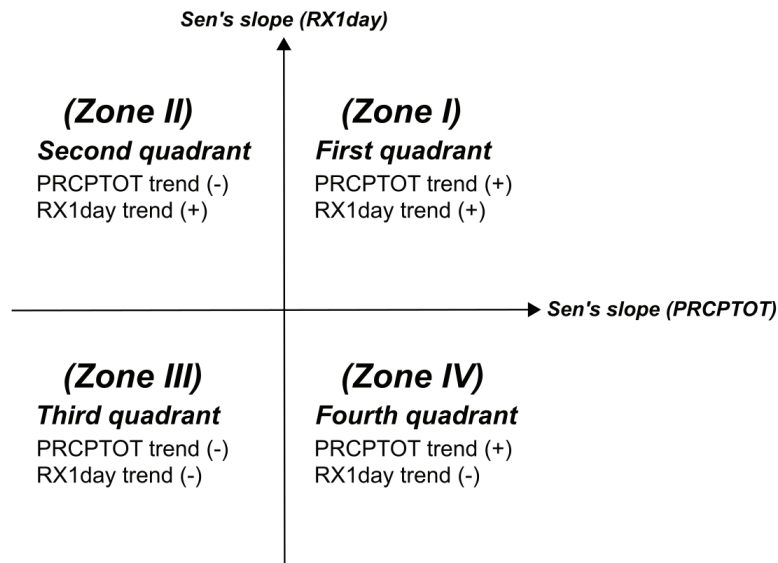 Sen's slope (RX1day)
(Zone II)
Second quadrant
PRCPTOT trend (-)
RX1day trend (+)
(Zone I)
First quadrant
PRCPTOT trend (+)
RX1day trend (+)
Sen's slope (PRCPTOT)
(Zone III)
Third quadrant
PRCPTOT trend (-)
RX1day trend (-)
(Zone IV)
Fourth quadrant
PRCPTOT trend (+)
RX1day trend (-)